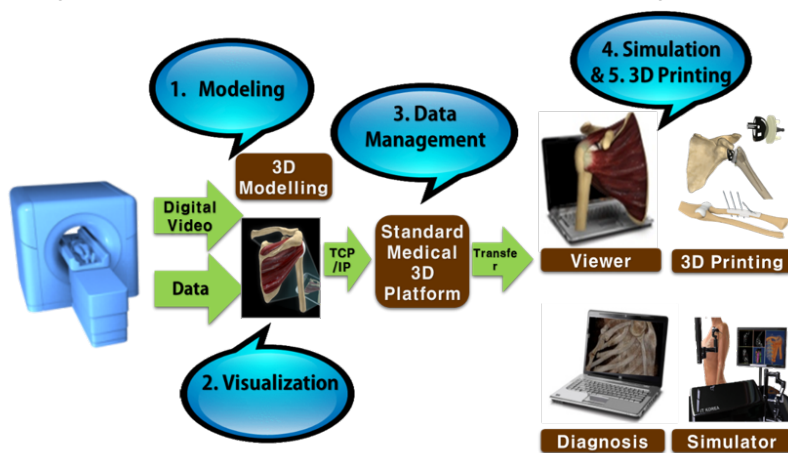 1. Modeling
4. Simulation
& 5. 3D Printing
3. Data
Management
3D
Modelling
Digital
Video
Data
TCP
/IP
Standard
Medical
3D
Platform
Transfe
r
Viewer
3D Printing
2. Visualization
Diagnosis
Simulator